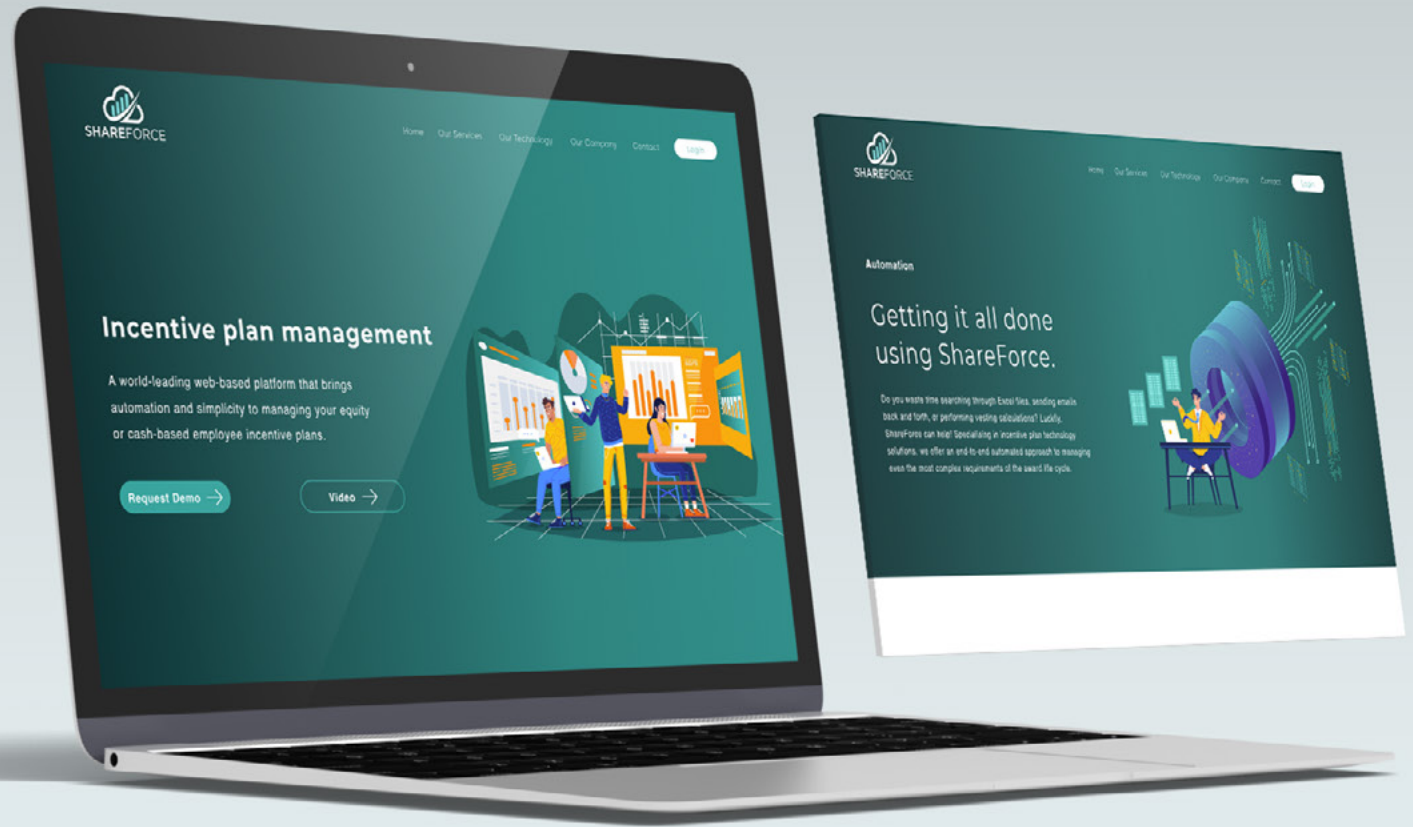 SHAREFORCE
Home Our Services Our Technology Our Company Contact Login
Incentive plan management
A world-leading web-based platform that brings
automation and simplicity to managing your equity
or cash-based employee incentive plans.
Request Demo →
Video →
SHAREFORCE
Home Our Services Our Technology Our Company Contact Login
Automation
Getting it all done
using ShareForce.
Do you waste time searching through Excel files, sending emails
back and forth, or performing vesting calculations? Luckily,
ShareForce can help! Specialising in incentive plan technology
solutions, we offer an end-to-end automated approach to managing
even the most complex requirements of the award life cycle.